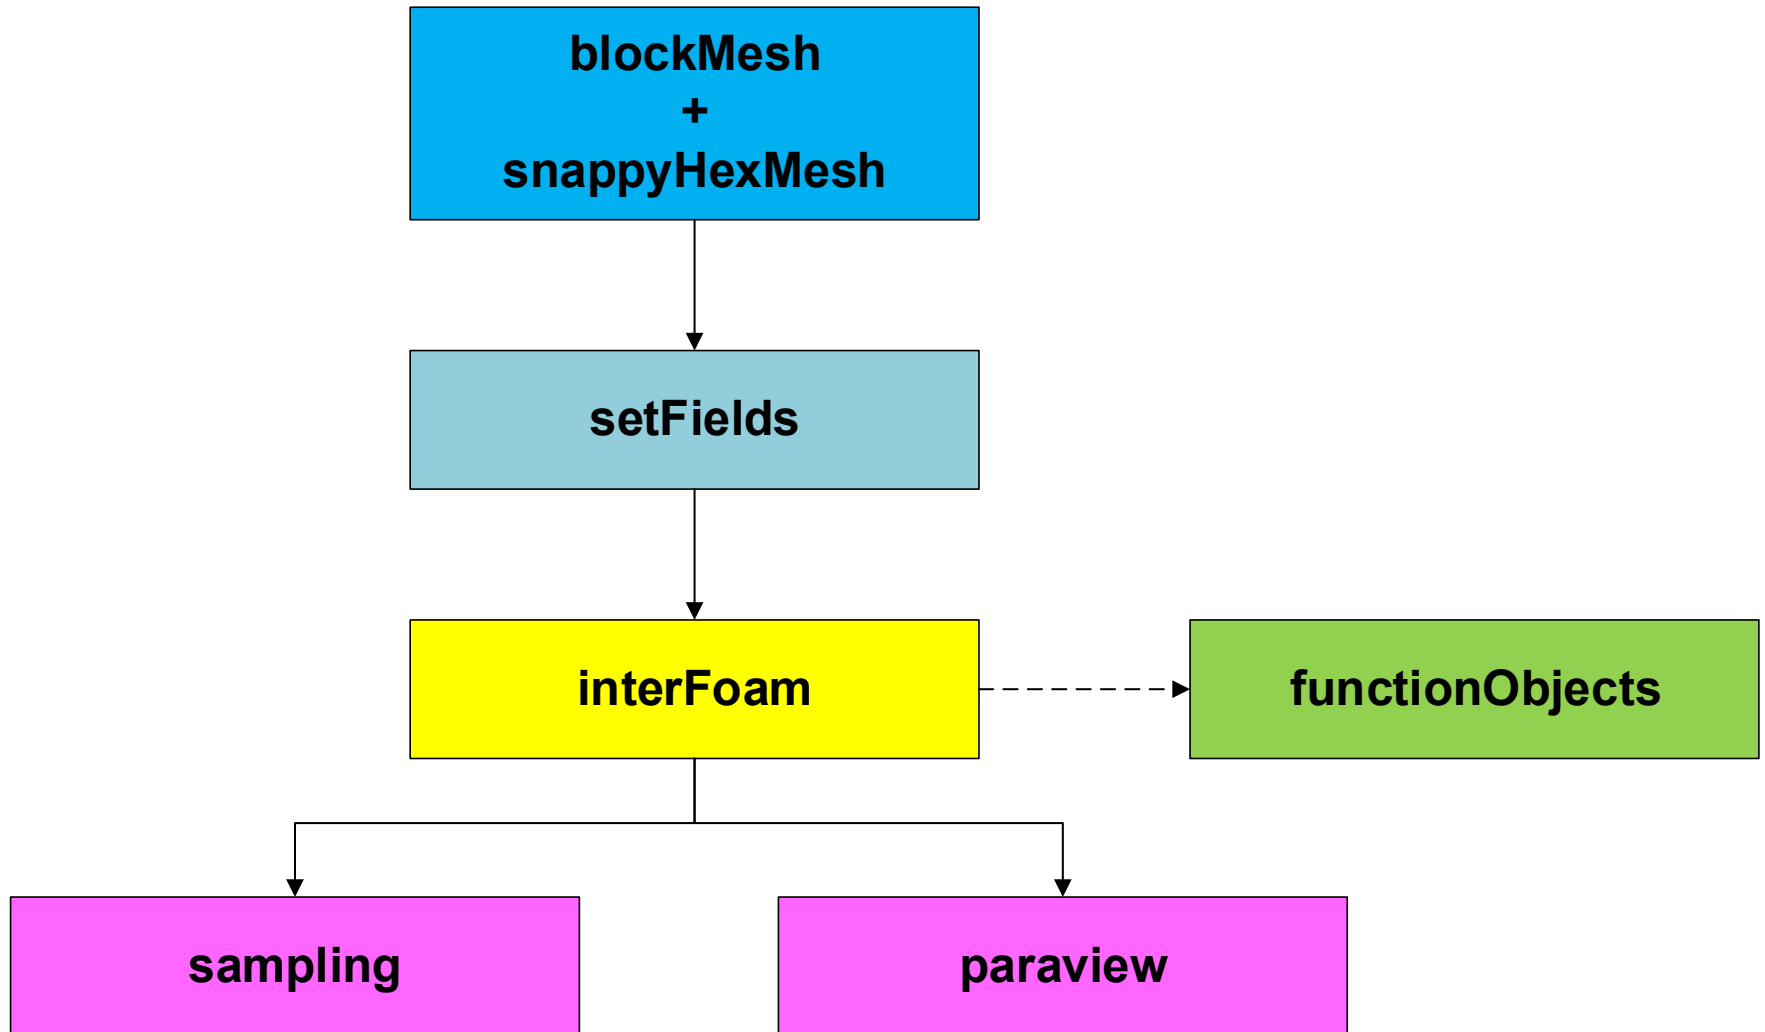 blockMesh
+
snappyHexMesh
setFields
interFoam
functionObjects
sampling
paraview